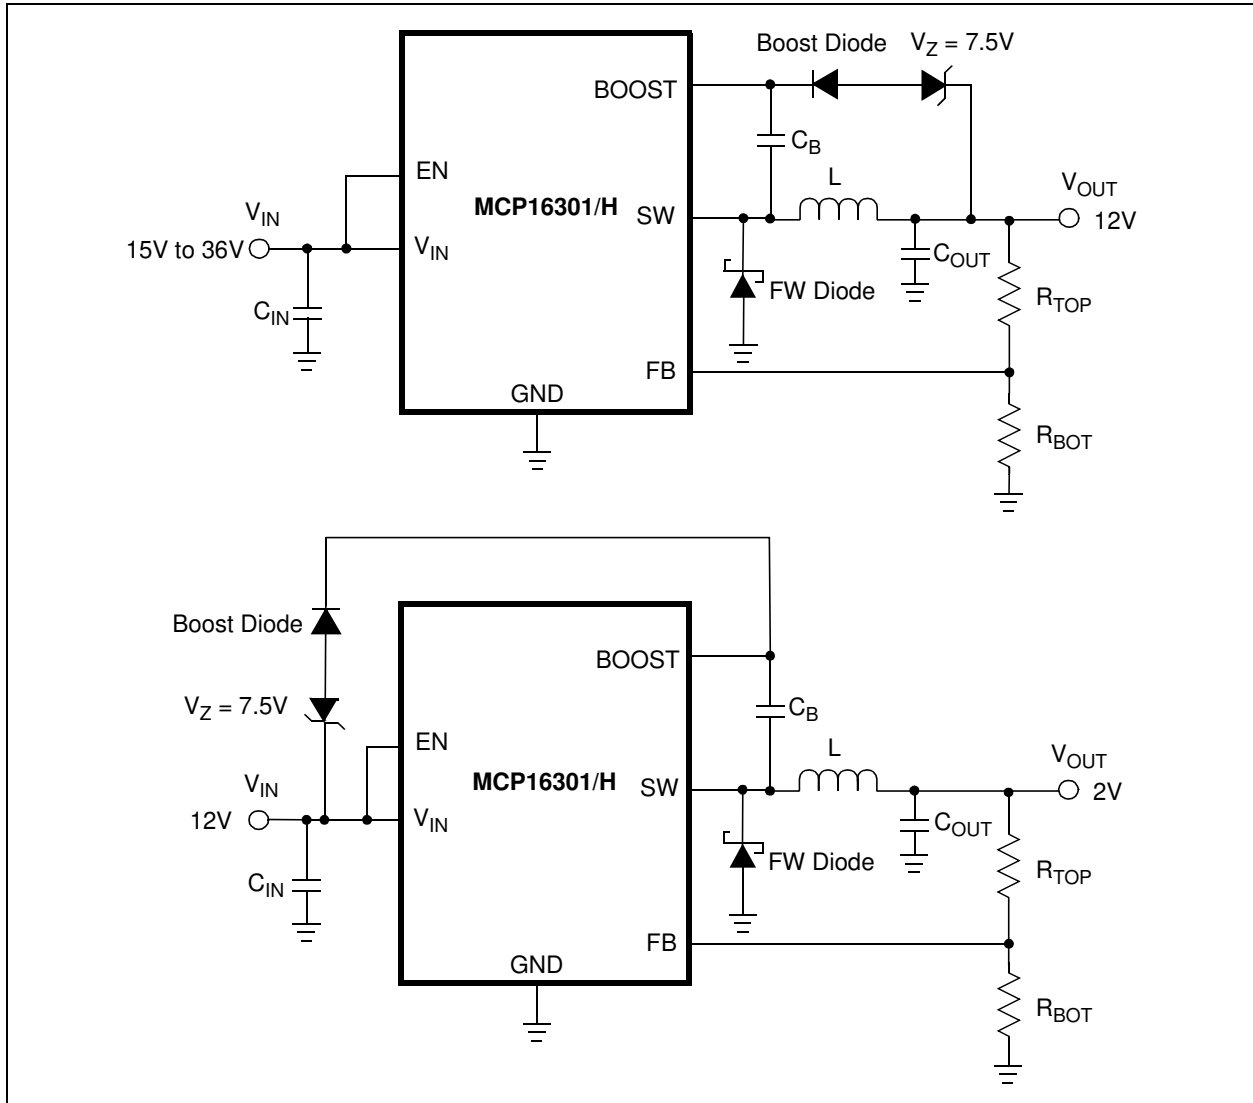 Boost Diode
V_Z = 7.5V
BOOST
C_B
EN
L
V_OUT
MCP16301/H
SW
12V
V_IN
15V to 36V
V_IN
C_OUT
FW Diode
R_TOP
C_IN
FB
GND
R_BOT
Boost Diode
BOOST
V_Z = 7.5V
C_B
EN
L
V_OUT
MCP16301/H
SW
2V
V_IN
12V
V_IN
C_OUT
FW Diode
R_TOP
C_IN
FB
GND
R_BOT